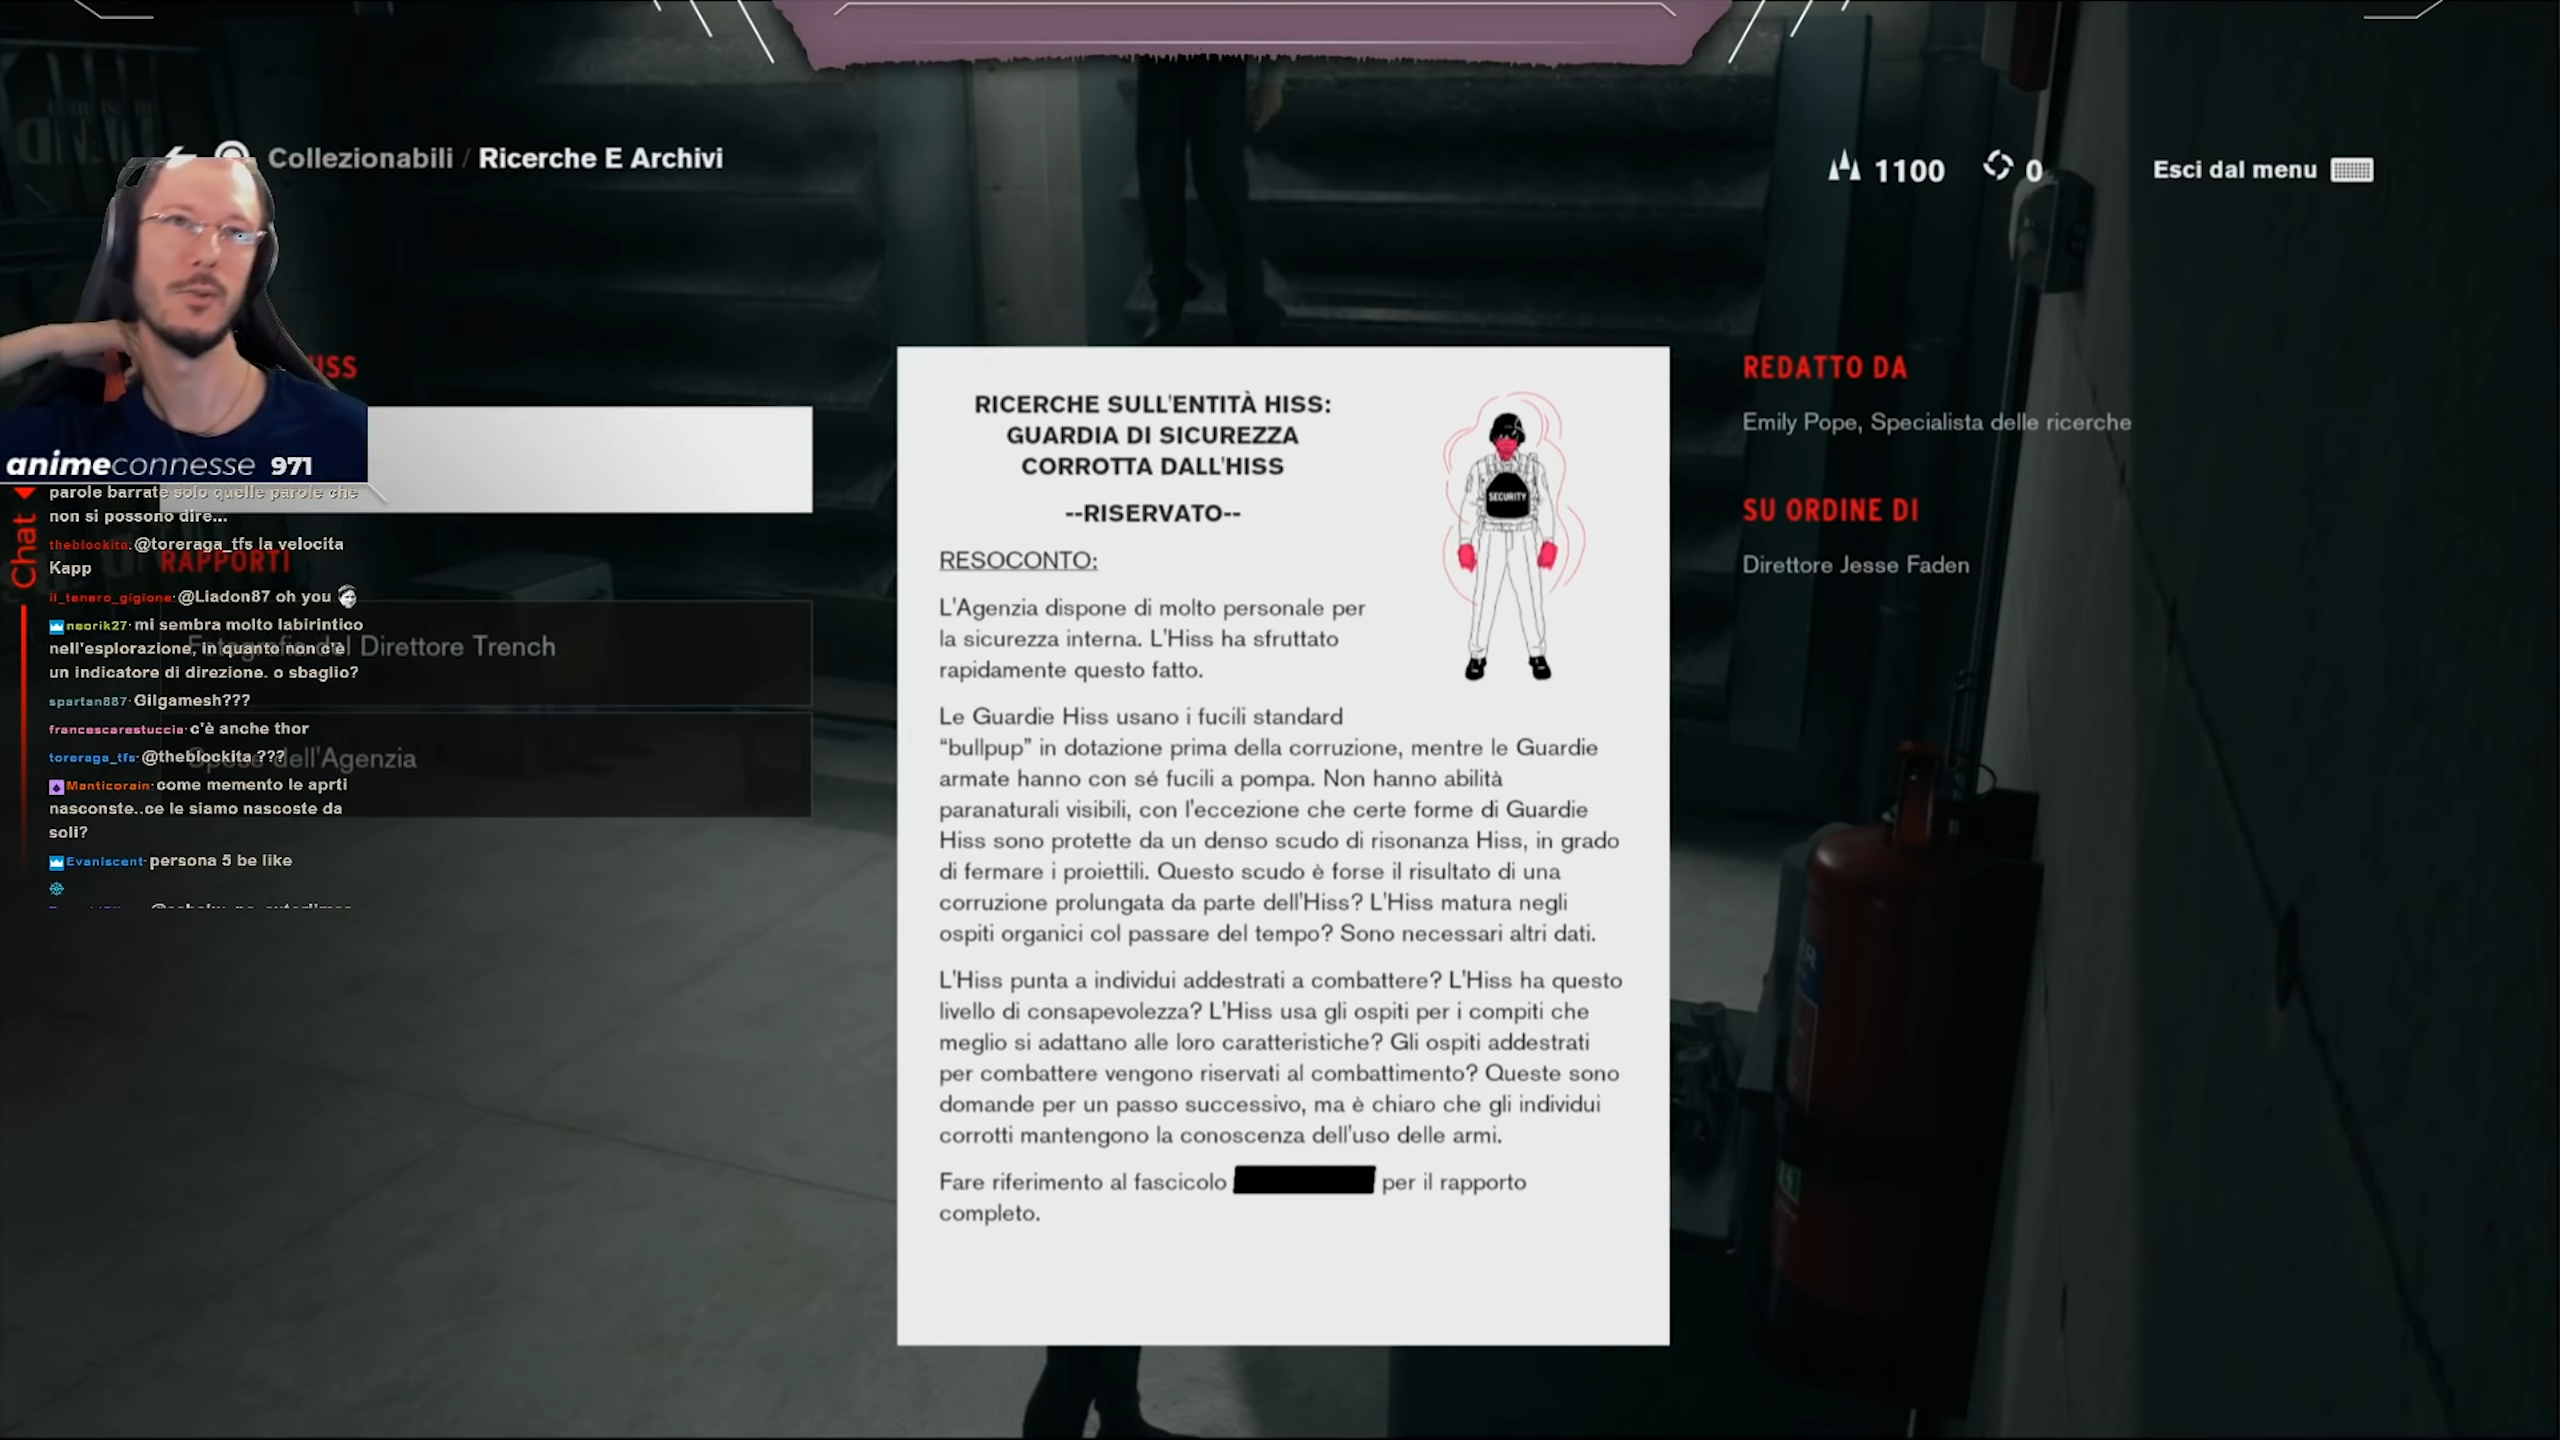 Collezionabili / Ricerche E Archivi
1100
0
Esci dal menu
animeconnesse 971
Chat
parole barrate solo quelle parole che
non si possono dire...
theblockita: @toreraga_tfs la velocita
Kapp
il_tenero_gigione: @Liadon87 oh you
neorik27: mi sembra molto labirintico
nell'esplorazione, in quanto non c'è
un indicatore di direzione. o sbaglio?
spartan887: Gilgamesh???
francescarestuccia: c'è anche thor
toreraga_tfs: @theblockita ???
Manticorain: come memento le aprti
nasconste..ce le siamo nascoste da
soli?
Evaniscent: persona 5 be like
RAPPORTI
Fotografia del Direttore Trench
Spese dell'Agenzia
RICERCHE SULL'ENTITÀ HISS:
GUARDIA DI SICUREZZA
CORROTTA DALL'HISS
--RISERVATO--
SECURITY
RESOCONTO:
L'Agenzia dispone di molto personale per
la sicurezza interna. L'Hiss ha sfruttato
rapidamente questo fatto.
Le Guardie Hiss usano i fucili standard
“bullpup” in dotazione prima della corruzione, mentre le Guardie
armate hanno con sé fucili a pompa. Non hanno abilità
paranaturali visibili, con l'eccezione che certe forme di Guardie
Hiss sono protette da un denso scudo di risonanza Hiss, in grado
di fermare i proiettili. Questo scudo è forse il risultato di una
corruzione prolungata da parte dell'Hiss? L'Hiss matura negli
ospiti organici col passare del tempo? Sono necessari altri dati.
L'Hiss punta a individui addestrati a combattere? L'Hiss ha questo
livello di consapevolezza? L'Hiss usa gli ospiti per i compiti che
meglio si adattano alle loro caratteristiche? Gli ospiti addestrati
per combattere vengono riservati al combattimento? Queste sono
domande per un passo successivo, ma è chiaro che gli individui
corrotti mantengono la conoscenza dell'uso delle armi.
Fare riferimento al fascicolo per il rapporto
completo.
REDATTO DA
Emily Pope, Specialista delle ricerche
SU ORDINE DI
Direttore Jesse Faden